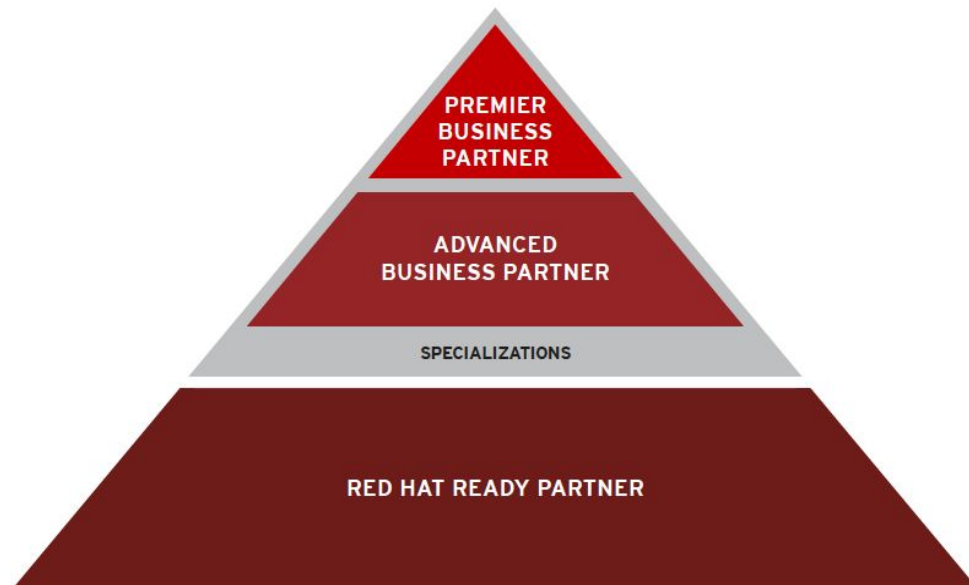 PREMIER
BUSINESS
PARTNER
ADVANCED
BUSINESS PARTNER
SPECIALIZATIONS
RED HAT READY PARTNER